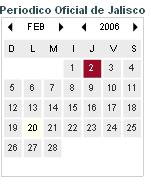 Periodico Oficial de Jalisco
FEB 2006
D L M I J V S
1 2 3 4
5 6 7 8 9 10 11
12 13 14 15 16 17 18
19 20 21 22 23 24 25
26 27 28